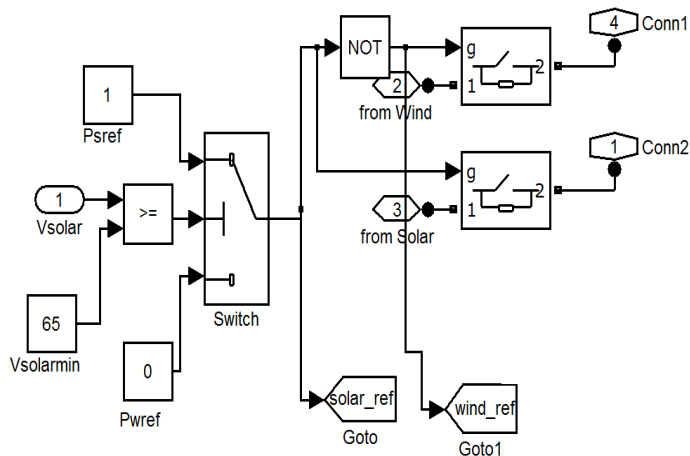 4
Conn1
NOT
g
2
1
2
from Wind
1
Psref
1
Conn2
g
2
1
3
from Solar
1
Vsolar
>=
65
Vsolarmin
Switch
0
Pwref
solar_ref
Goto
wind_ref
Goto1